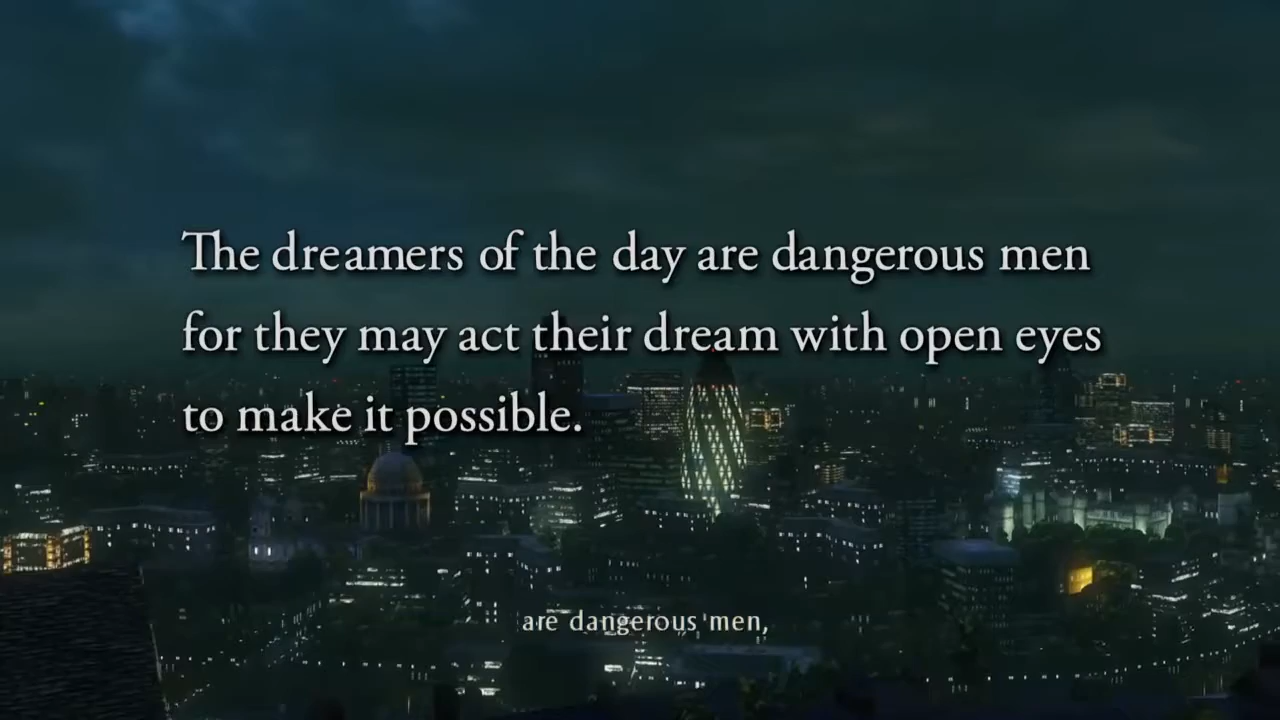 The dreamers of the day are dangerous men
for they may act their dream with open eyes
to make it possible.
are dangerous men,